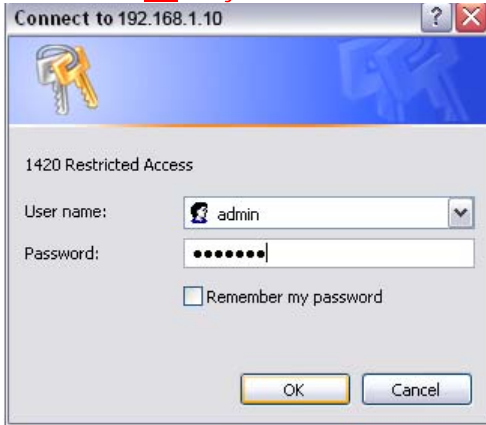 Connect to 192.168.1.10
1420 Restricted Access
User name:
admin
Password:
•••••••
Remember my password
OK
Cancel